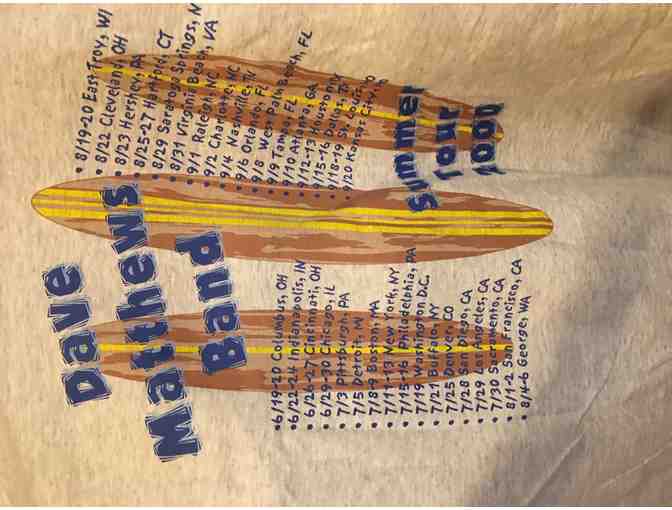 Dave
Matthews
Band
Summer
Tour
2000
• 6/19-20 Columbus, OH
• 6/22-24 Indianapolis, IN
• 6/26-27 Cincinnati, OH
• 6/29-30 Chicago, IL
• 7/3 Pittsburgh, PA
• 7/5 Detroit, MI
• 7/8-9 Boston, MA
• 7/11-13 New York, NY
• 7/15-16 Philadelphia, PA
• 7/19 Washington D.C.
• 7/21 Buffalo, NY
• 7/25 Denver, CO
• 7/28 San Diego, CA
• 7/29 Los Angeles, CA
• 7/30 Sacramento, CA
• 8/1-2 San Francisco, CA
• 8/4-6 George, WA
• 8/19-20 East Troy, WI
• 8/22 Cleveland, OH
• 8/23 Hershey, PA
• 8/25-27 Hartford, CT
• 8/29 Saratoga Springs, N
• 8/31 Virginia Beach, VA
• 9/1 Raleigh, NC
• 9/2 Charlotte, NC
• 9/4 Nashville, TN
• 9/6 Orlando, FL
• 9/8 West Palm Beach, FL
• 9/9 Tampa, FL
• 9/10 Atlanta, GA
• 9/12-13 Houston,
• 9/15-16 Dallas, TX
• 9/18-19 St. Louis,
• 9/20 Kansas City,